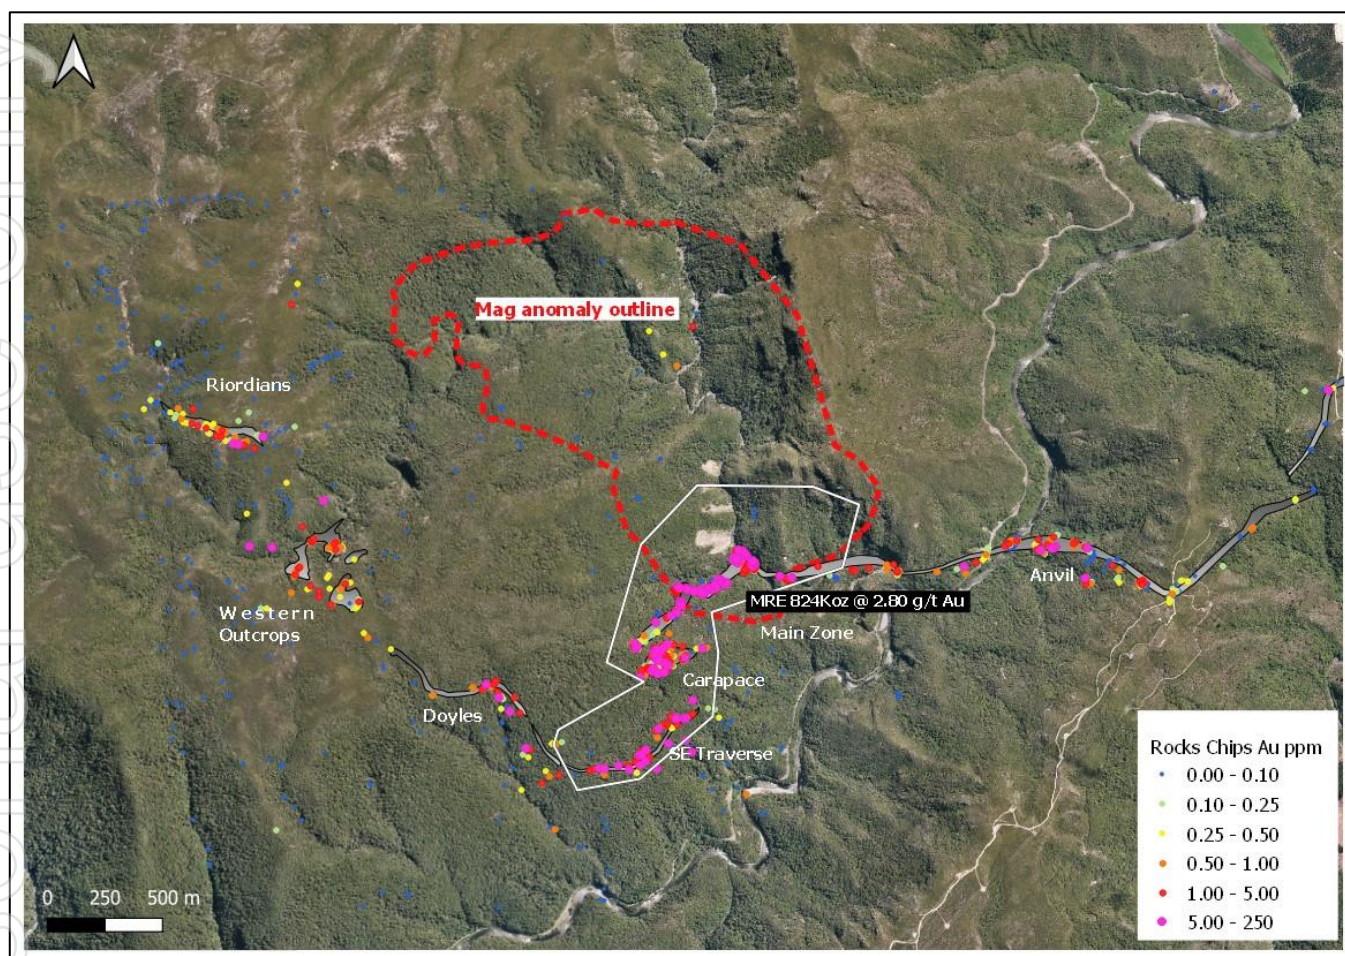 Mag anomaly outline
Riordians
Western
Outcrops
Anvil
MRE 824Koz @ 2.80 g/t Au
Main Zone
Carapace
Doyles
SE Traverse
Rocks Chips Au ppm
0.00 - 0.10
0.10 - 0.25
0.25 - 0.50
0.50 - 1.00
1.00 - 5.00
5.00 - 250
0 250 500 m